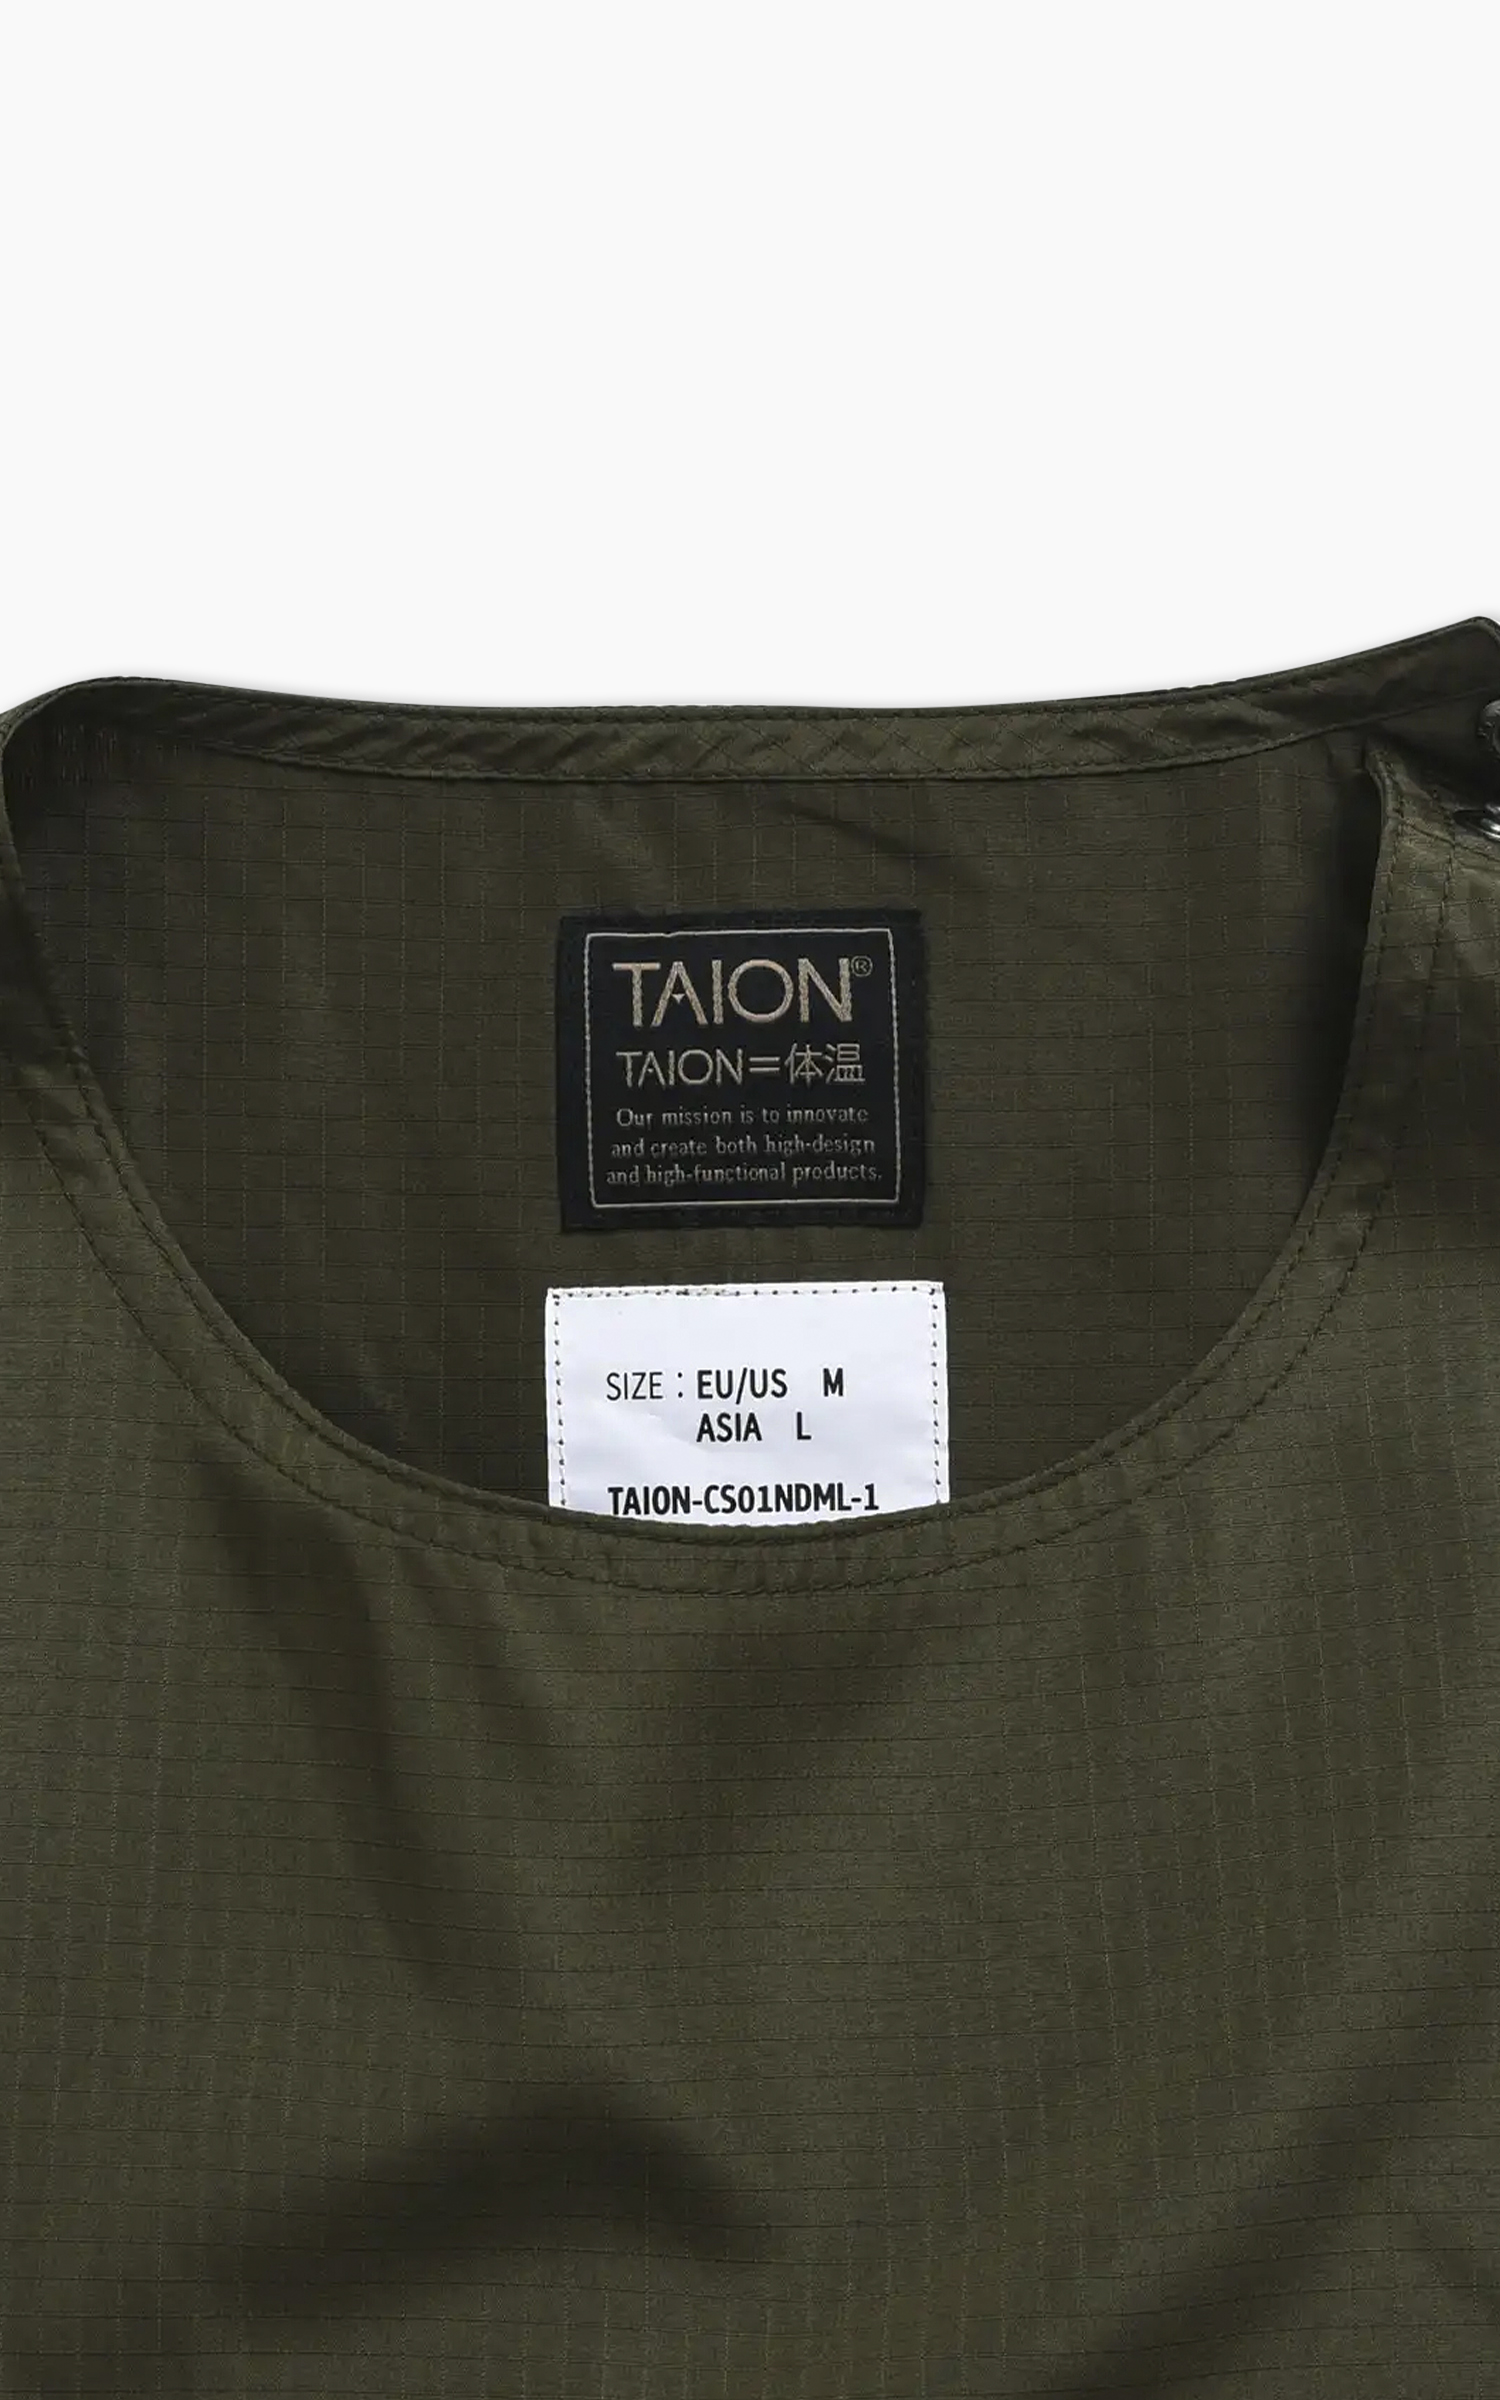 TAION®
TAION=体温
Our mission is to innovate
and create both high-design
and high-functional products.
SIZE : EU/US M
ASIA L
TAION-CS01NDML-1